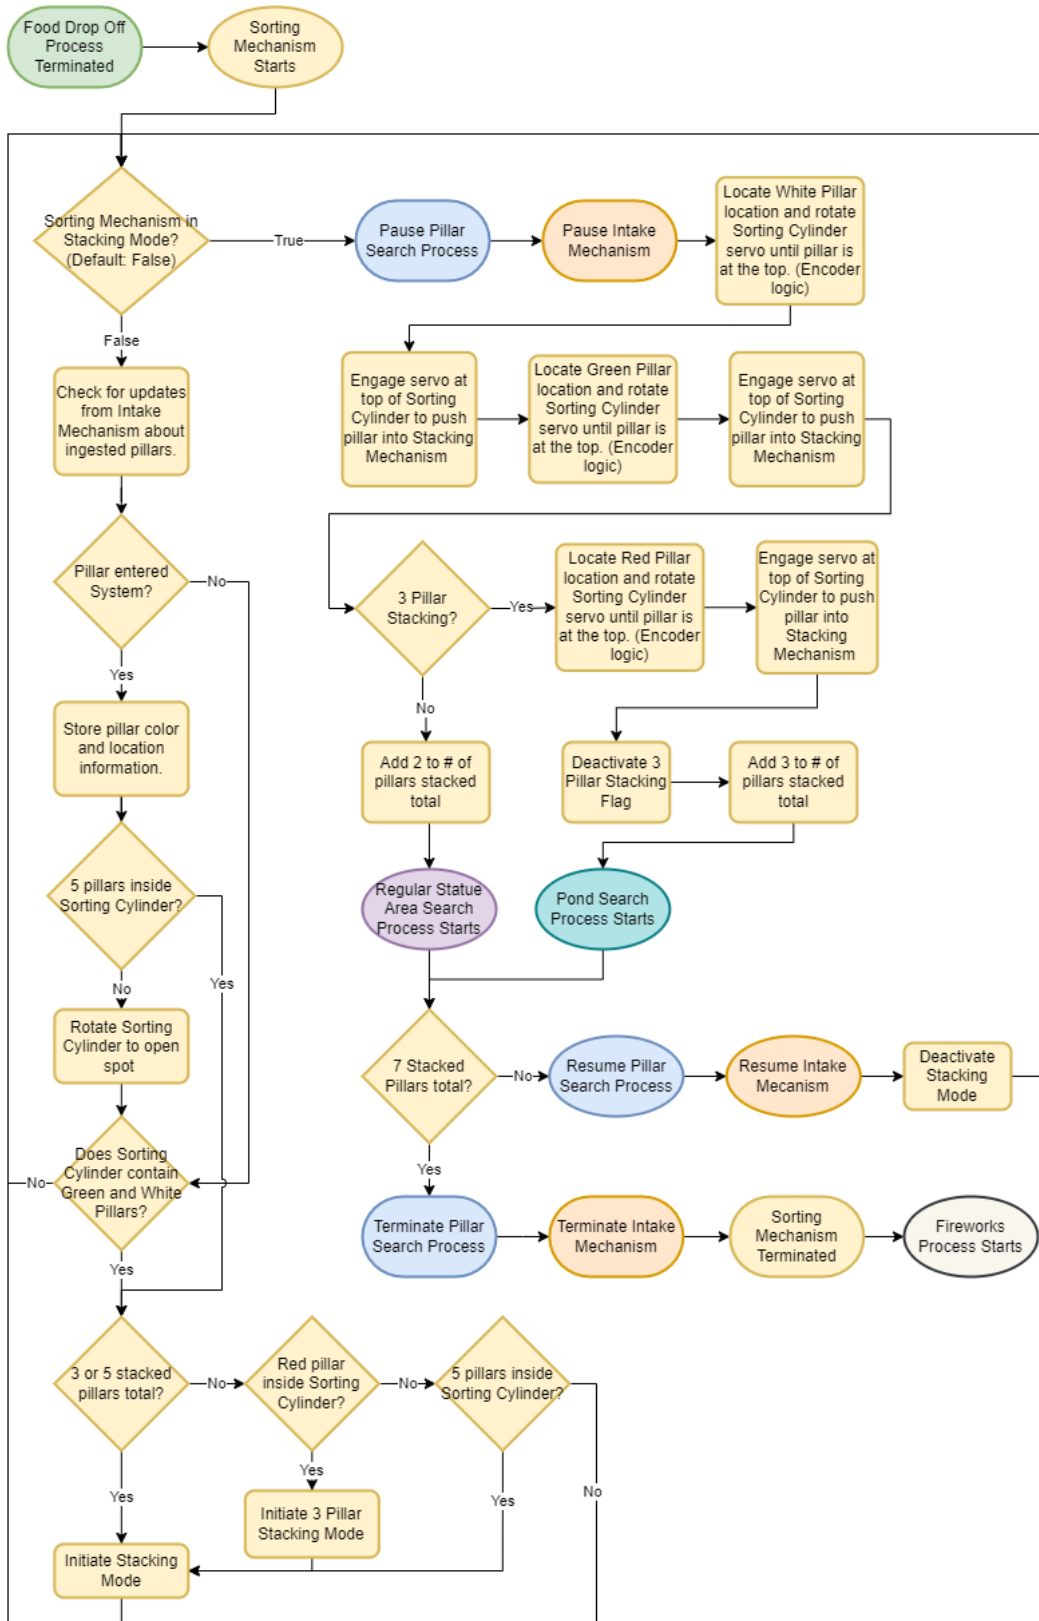 Food Drop Off
Process
Terminated
Sorting
Mechanism
Starts
Sorting Mechanism in
Stacking Mode?
(Default: False)
True
Pause Pillar
Search Process
Pause Intake
Mechanism
Locate White Pillar
location and rotate
Sorting Cylinder
servo until pillar is
at the top. (Encoder
logic)
False
Check for updates
from Intake
Mechanism about
ingested pillars.
Engage servo at
top of Sorting
Cylinder to push
pillar into Stacking
Mechanism
Locate Green Pillar
location and rotate
Sorting Cylinder
servo until pillar is
at the top. (Encoder
logic)
Engage servo at
top of Sorting
Cylinder to push
pillar into Stacking
Mechanism
Pillar entered
System?
No
3 Pillar
Stacking?
Yes
Locate Red Pillar
location and rotate
Sorting Cylinder
servo until pillar is
at the top. (Encoder
logic)
Engage servo at
top of Sorting
Cylinder to push
pillar into
Stacking
Mechanism
Yes
No
Store pillar color
and location
information.
Add 2 to # of
pillars stacked
total
Deactivate 3
Pillar Stacking
Flag
Add 3 to # of
pillars stacked
total
5 pillars inside
Sorting Cylinder?
Regular Statue
Area Search
Process Starts
Pond Search
Process Starts
Yes
No
Rotate Sorting
Cylinder to open
spot
7 Stacked
Pillars total?
No
Resume Pillar
Search Process
Resume Intake
Mecanism
Deactivate
Stacking
Mode
Does Sorting
Cylinder contain
Green and White
Pillars?
No
Yes
Terminate Pillar
Search Process
Terminate Intake
Mechanism
Sorting
Mechanism
Terminated
Fireworks
Process Starts
Yes
3 or 5 stacked
pillars total?
No
Red pillar
inside Sorting
Cylinder?
No
5 pillars inside
Sorting Cylinder?
Yes
Yes
Yes
No
Initiate 3 Pillar
Stacking Mode
Initiate Stacking
Mode